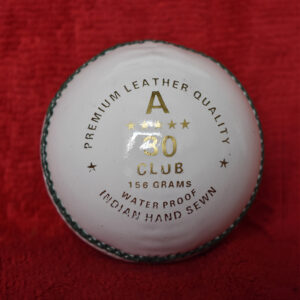 PREMIUM LEATHER QUALITY
A
★★★★★
30
CLUB
156 GRAMS
WATER PROOF
INDIAN HAND SEWN